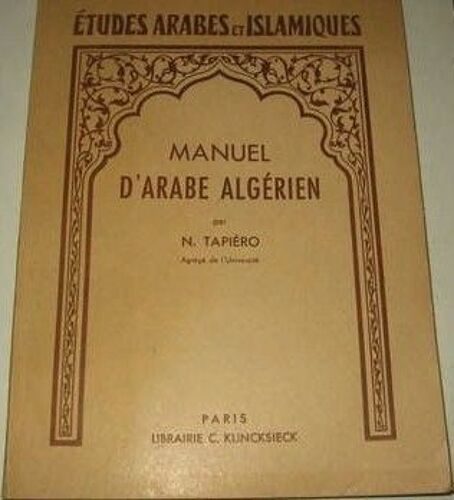 ÉTUDES ARABES ET ISLAMIQUES
MANUEL
D'ARABE ALGÉRIEN
par
N. TAPIÉRO
Agrégé de l'Université
PARIS
LIBRAIRIE C. KLINCKSIECK